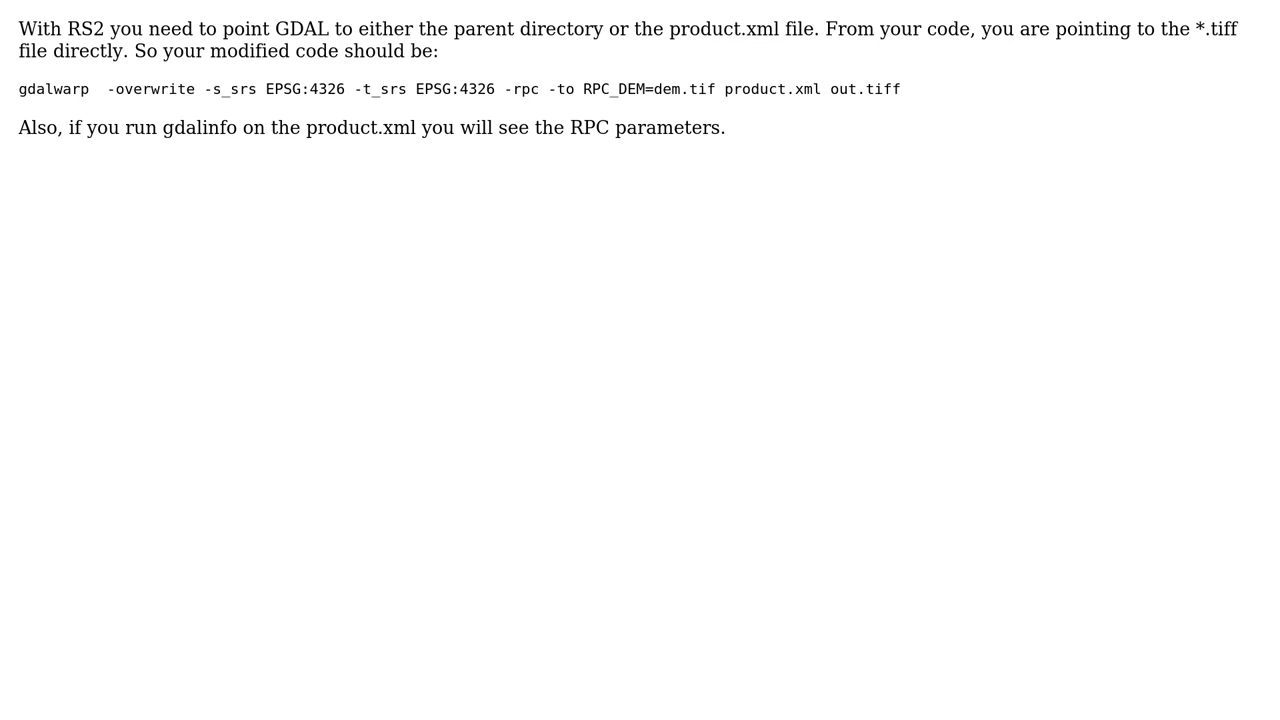 With RS2 you need to point GDAL to either the parent directory or the product.xml file. From your code, you are pointing to the *.tiff
file directly. So your modified code should be:
gdalwarp  -overwrite -s_srs EPSG:4326 -t_srs EPSG:4326 -rpc -to RPC_DEM=dem.tif product.xml out.tiff
Also, if you run gdalinfo on the product.xml you will see the RPC parameters.